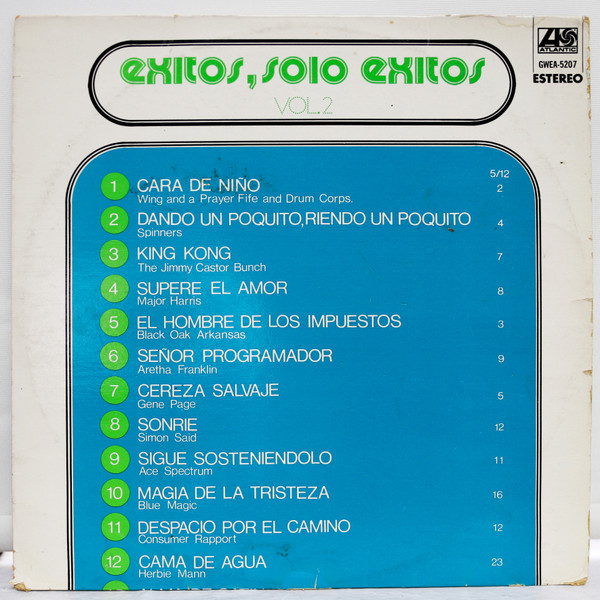 exitos, solo exitos
VOL.2
ATLANTIC
GWEA-5207
ESTEREO
5/12
1 CARA DE NIÑO 2
Wing and a Prayer Fife and Drum Corps.
2 DANDO UN POQUITO, RIENDO UN POQUITO 4
Spinners
3 KING KONG 7
The Jimmy Castor Bunch
4 SUPERE EL AMOR 8
Major Harris
5 EL HOMBRE DE LOS IMPUESTOS 3
Black Oak Arkansas
6 SEÑOR PROGRAMADOR 9
Aretha Franklin
7 CEREZA SALVAJE 5
Gene Page
8 SONRIE 12
Simon Said
9 SIGUE SOSTENIENDOLO 11
Ace Spectrum
10 MAGIA DE LA TRISTEZA 16
Blue Magic
11 DESPACIO POR EL CAMINO 12
Consumer Rapport
12 CAMA DE AGUA 23
Herbie Mann